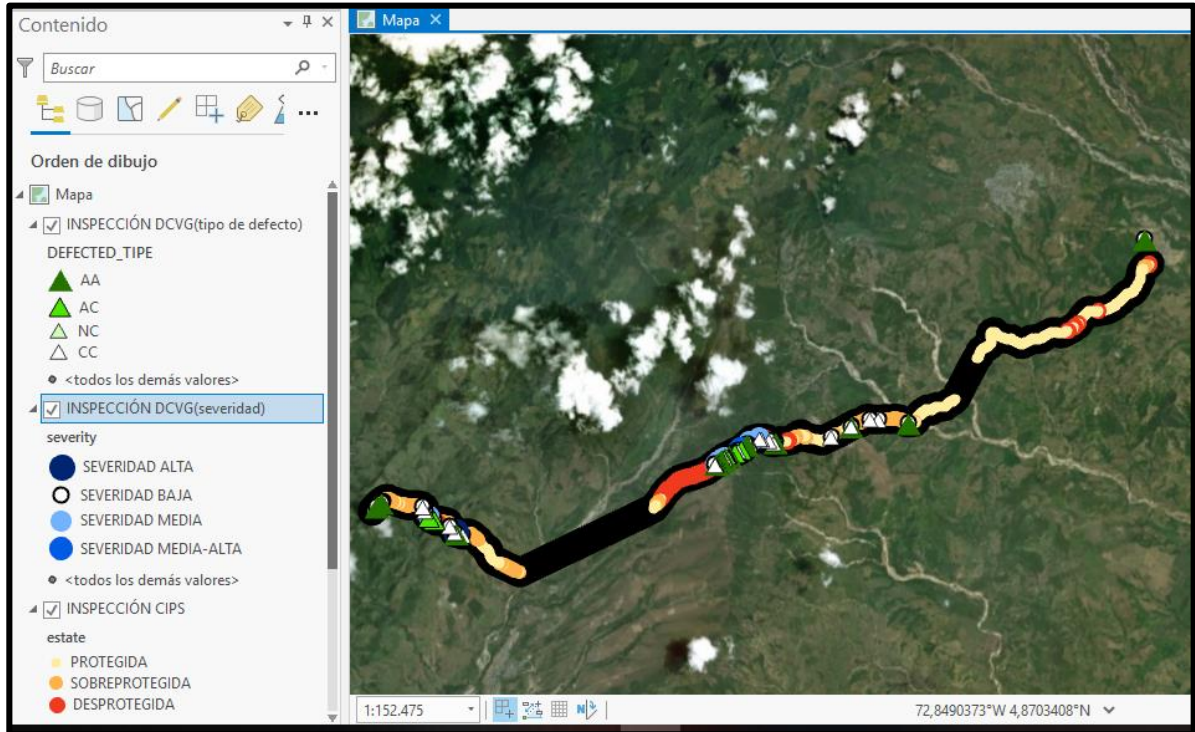 Contenido
Mapa
Buscar
Orden de dibujo
Mapa
INSPECCIÓN DCVG(tipo de defecto)
DEFECTED_TIPE
AA
AC
NC
CC
<todos los demás valores>
INSPECCIÓN DCVG(severidad)
severity
SEVERIDAD ALTA
SEVERIDAD BAJA
SEVERIDAD MEDIA
SEVERIDAD MEDIA-ALTA
<todos los demás valores>
INSPECCIÓN CIPS
estate
PROTEGIDA
SOBREPROTEGIDA
DESPROTEGIDA
1:152.475
72,8490373°W 4,8703408°N